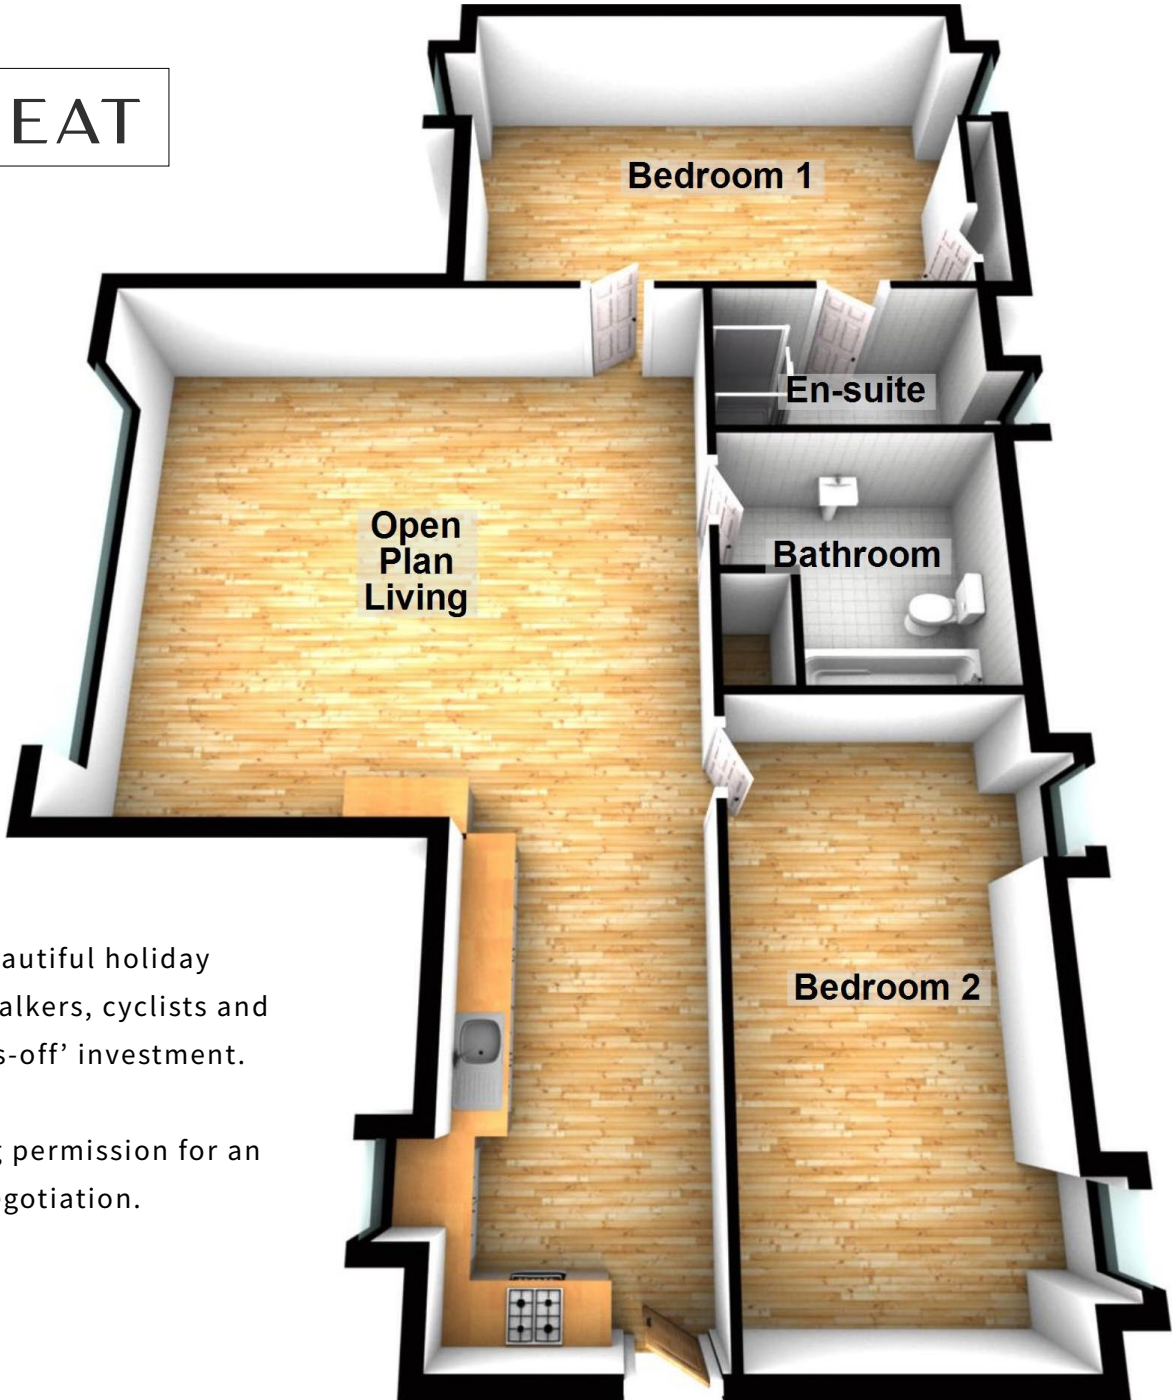 EAT
Bedroom 1
En-suite
Open
Plan
Living
Bathroom
Bedroom 2
autiful holiday
alkers, cyclists and
s-off’ investment.
permission for an
gotiation.